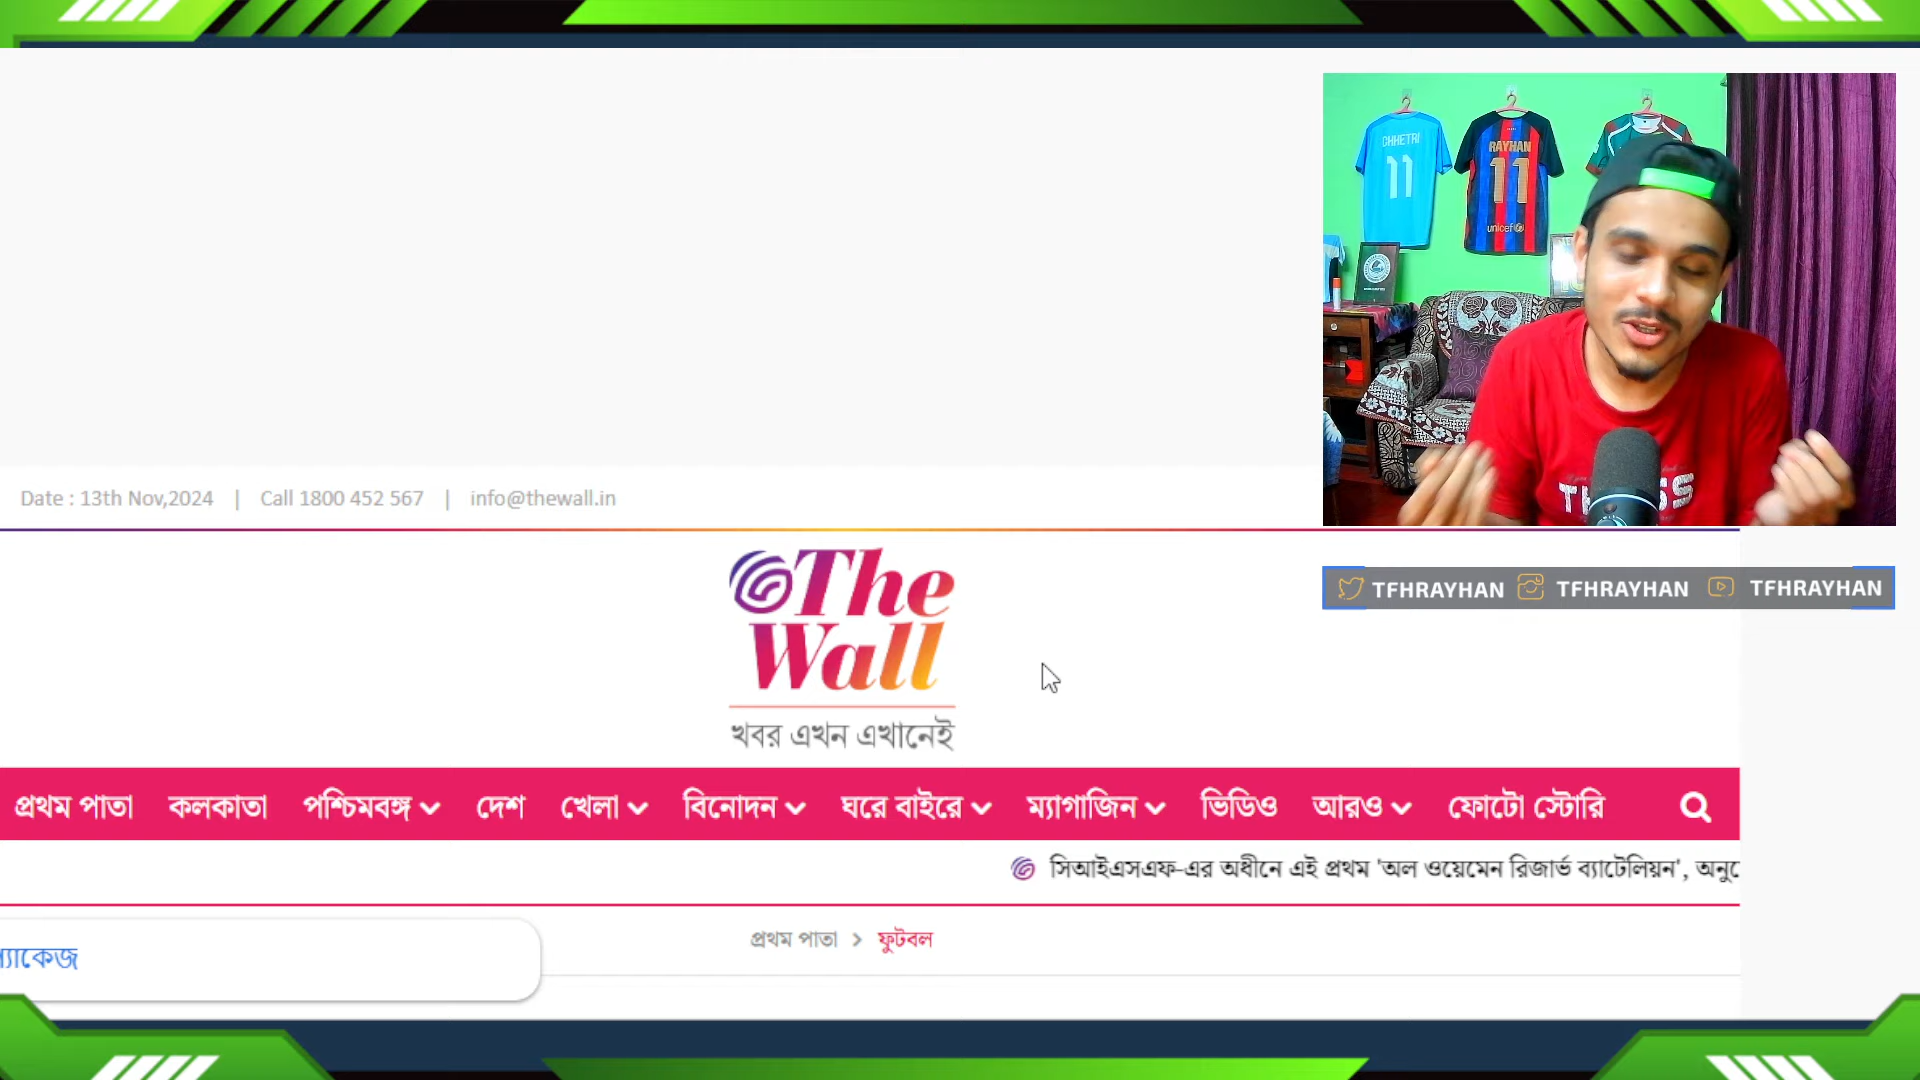 CHHETRI
11
RAYHAN
11
unicef
Date : 13th Nov,2024 | Call 1800 452 567 | info@thewall.in
The
Wall
খবর এখন এখানেই
TFHRAYHAN TFHRAYHAN TFHRAYHAN
প্রথম পাতা কলকাতা পশ্চিমবঙ্গ দেশ খেলা বিনোদন ঘরে বাইরে ম্যাগাজিন ভিডিও আরও ফোটো স্টোরি
সিআইএসএফ-এর অধীনে এই প্রথম 'অল ওয়েমেন রিজার্ভ ব্যাটেলিয়ন',
প্রথম পাতা > ফুটবল